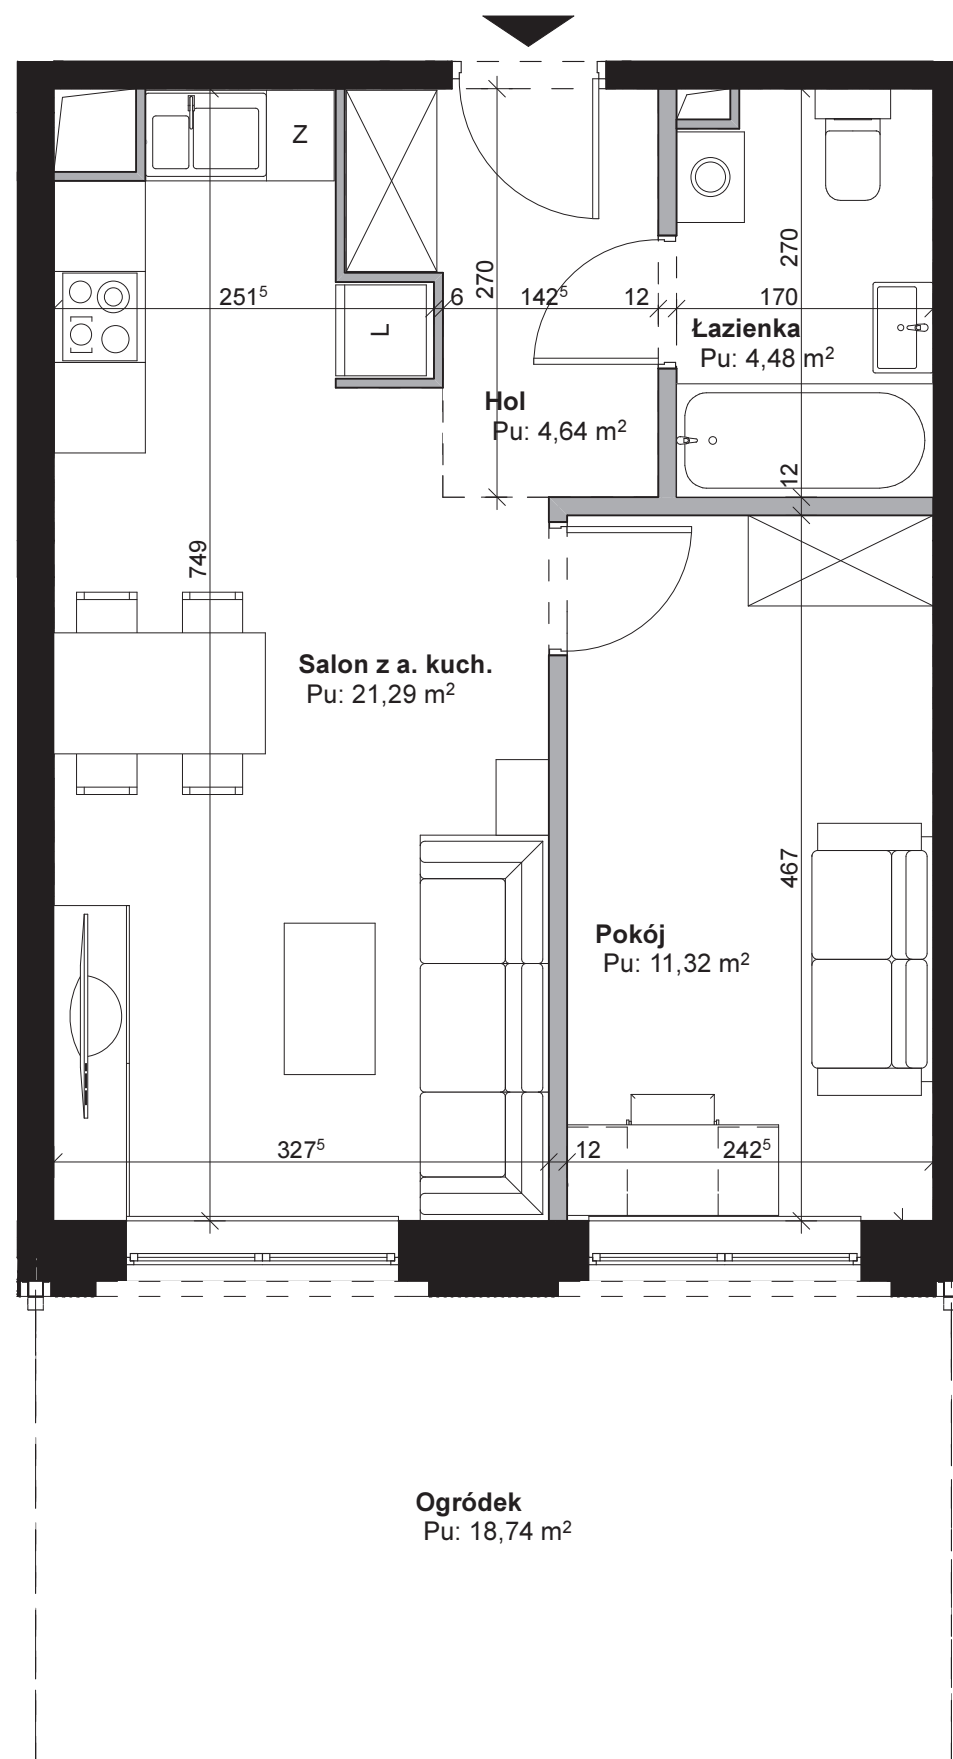 Z
251⁵
6
270
142⁵
12
270
170
L
Łazienka
Pu: 4,48 m²
Hol
Pu: 4,64 m²
12
749
Salon z a. kuch.
Pu: 21,29 m²
467
Pokój
Pu: 11,32 m²
327⁵
12
242⁵
Ogródek
Pu: 18,74 m²